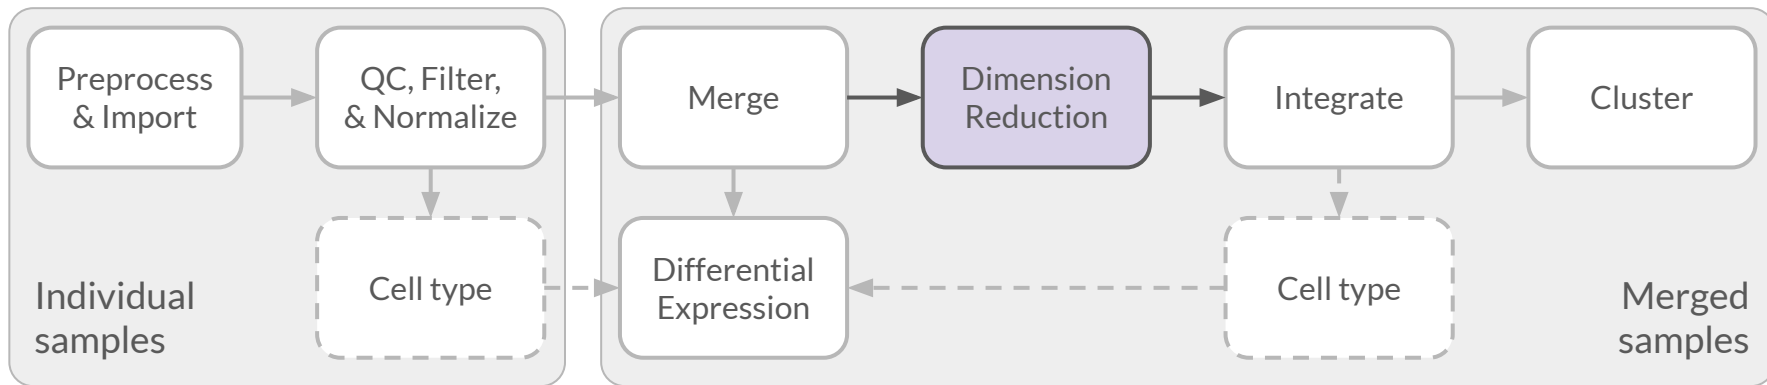 Preprocess
& Import
QC, Filter,
& Normalize
Merge
Dimension
Reduction
Integrate
Cluster
Cell type
Differential
Expression
Cell type
Individual
samples
Merged
samples